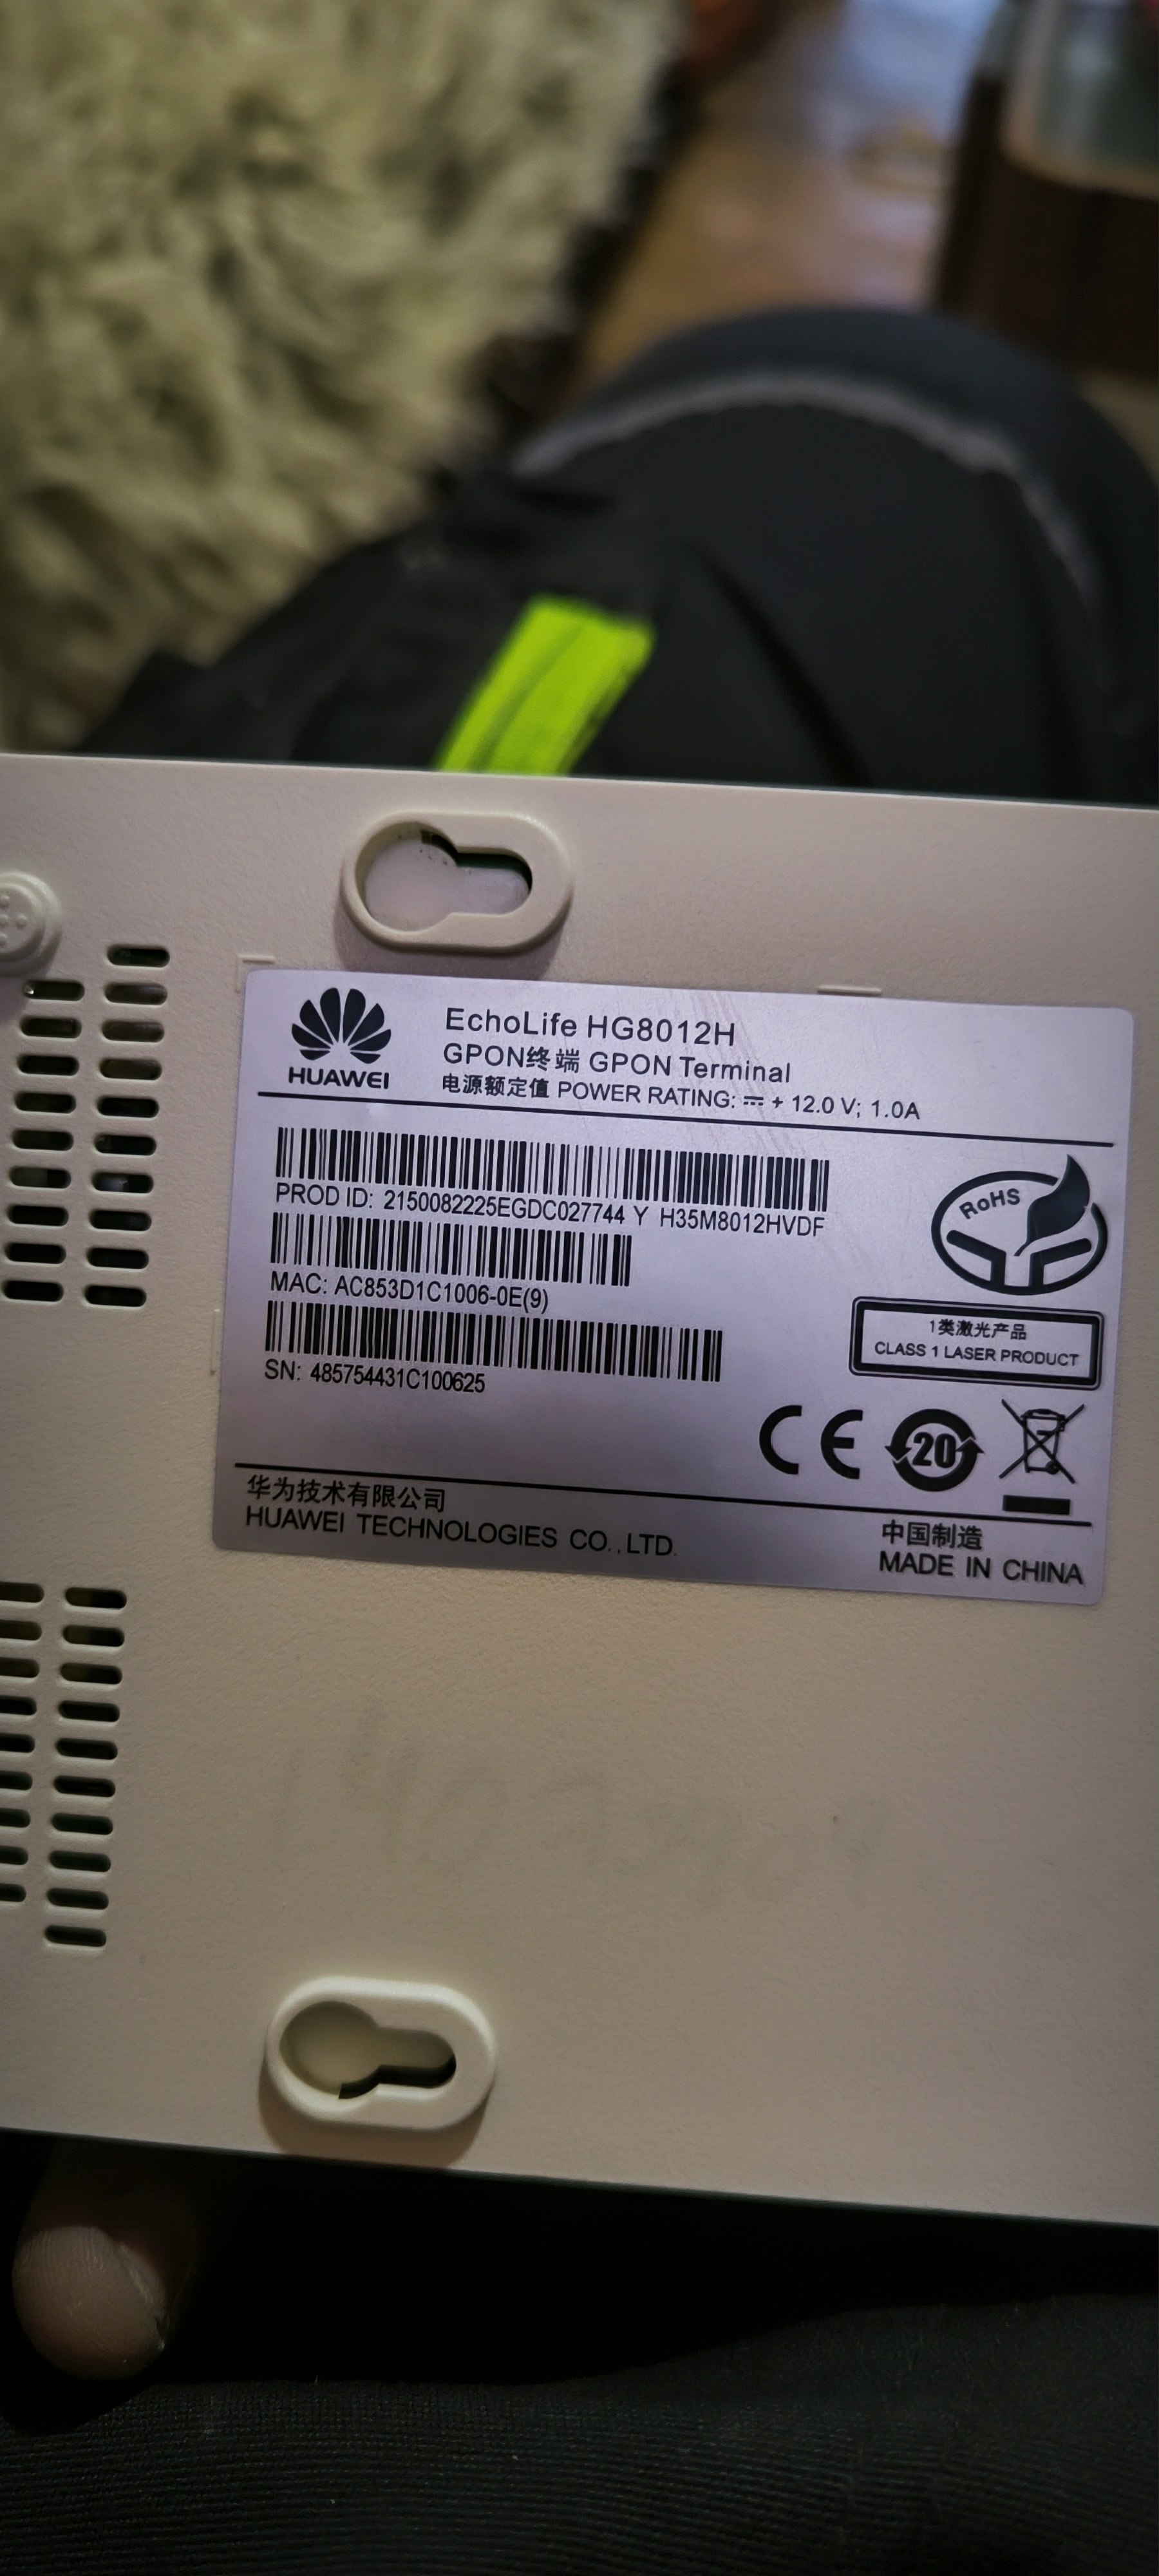 HUAWEI
EchoLife HG8012H
GPON终端 GPON Terminal
电源额定值 POWER RATING: ⎓ + 12.0 V; 1.0A
PROD ID: 2150082225EGDC027744 Y H35M8012HVDF
MAC: AC853D1C1006-0E(9)
SN: 485754431C100625
RoHS
1类激光产品
CLASS 1 LASER PRODUCT
CE
20
华为技术有限公司
HUAWEI TECHNOLOGIES CO.,LTD.
中国制造
MADE IN CHINA